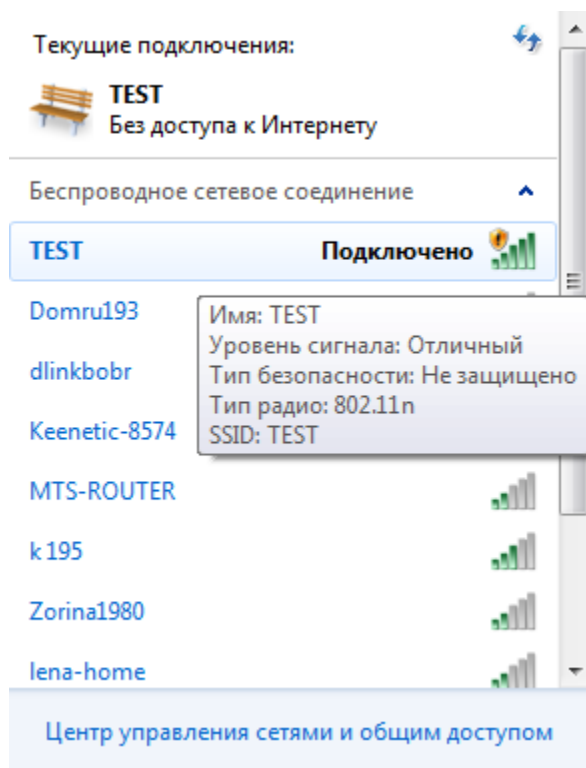 Текущие подключения:
TEST
Без доступа к Интернету
Беспроводное сетевое соединение
TEST Подключено
Domru193
Имя: TEST
Уровень сигнала: Отличный
dlinkbobr
Тип безопасности: Не защищено
Тип радио: 802.11n
Keenetic-8574
SSID: TEST
MTS-ROUTER
k195
Zorina1980
lena-home
Центр управления сетями и общим доступом